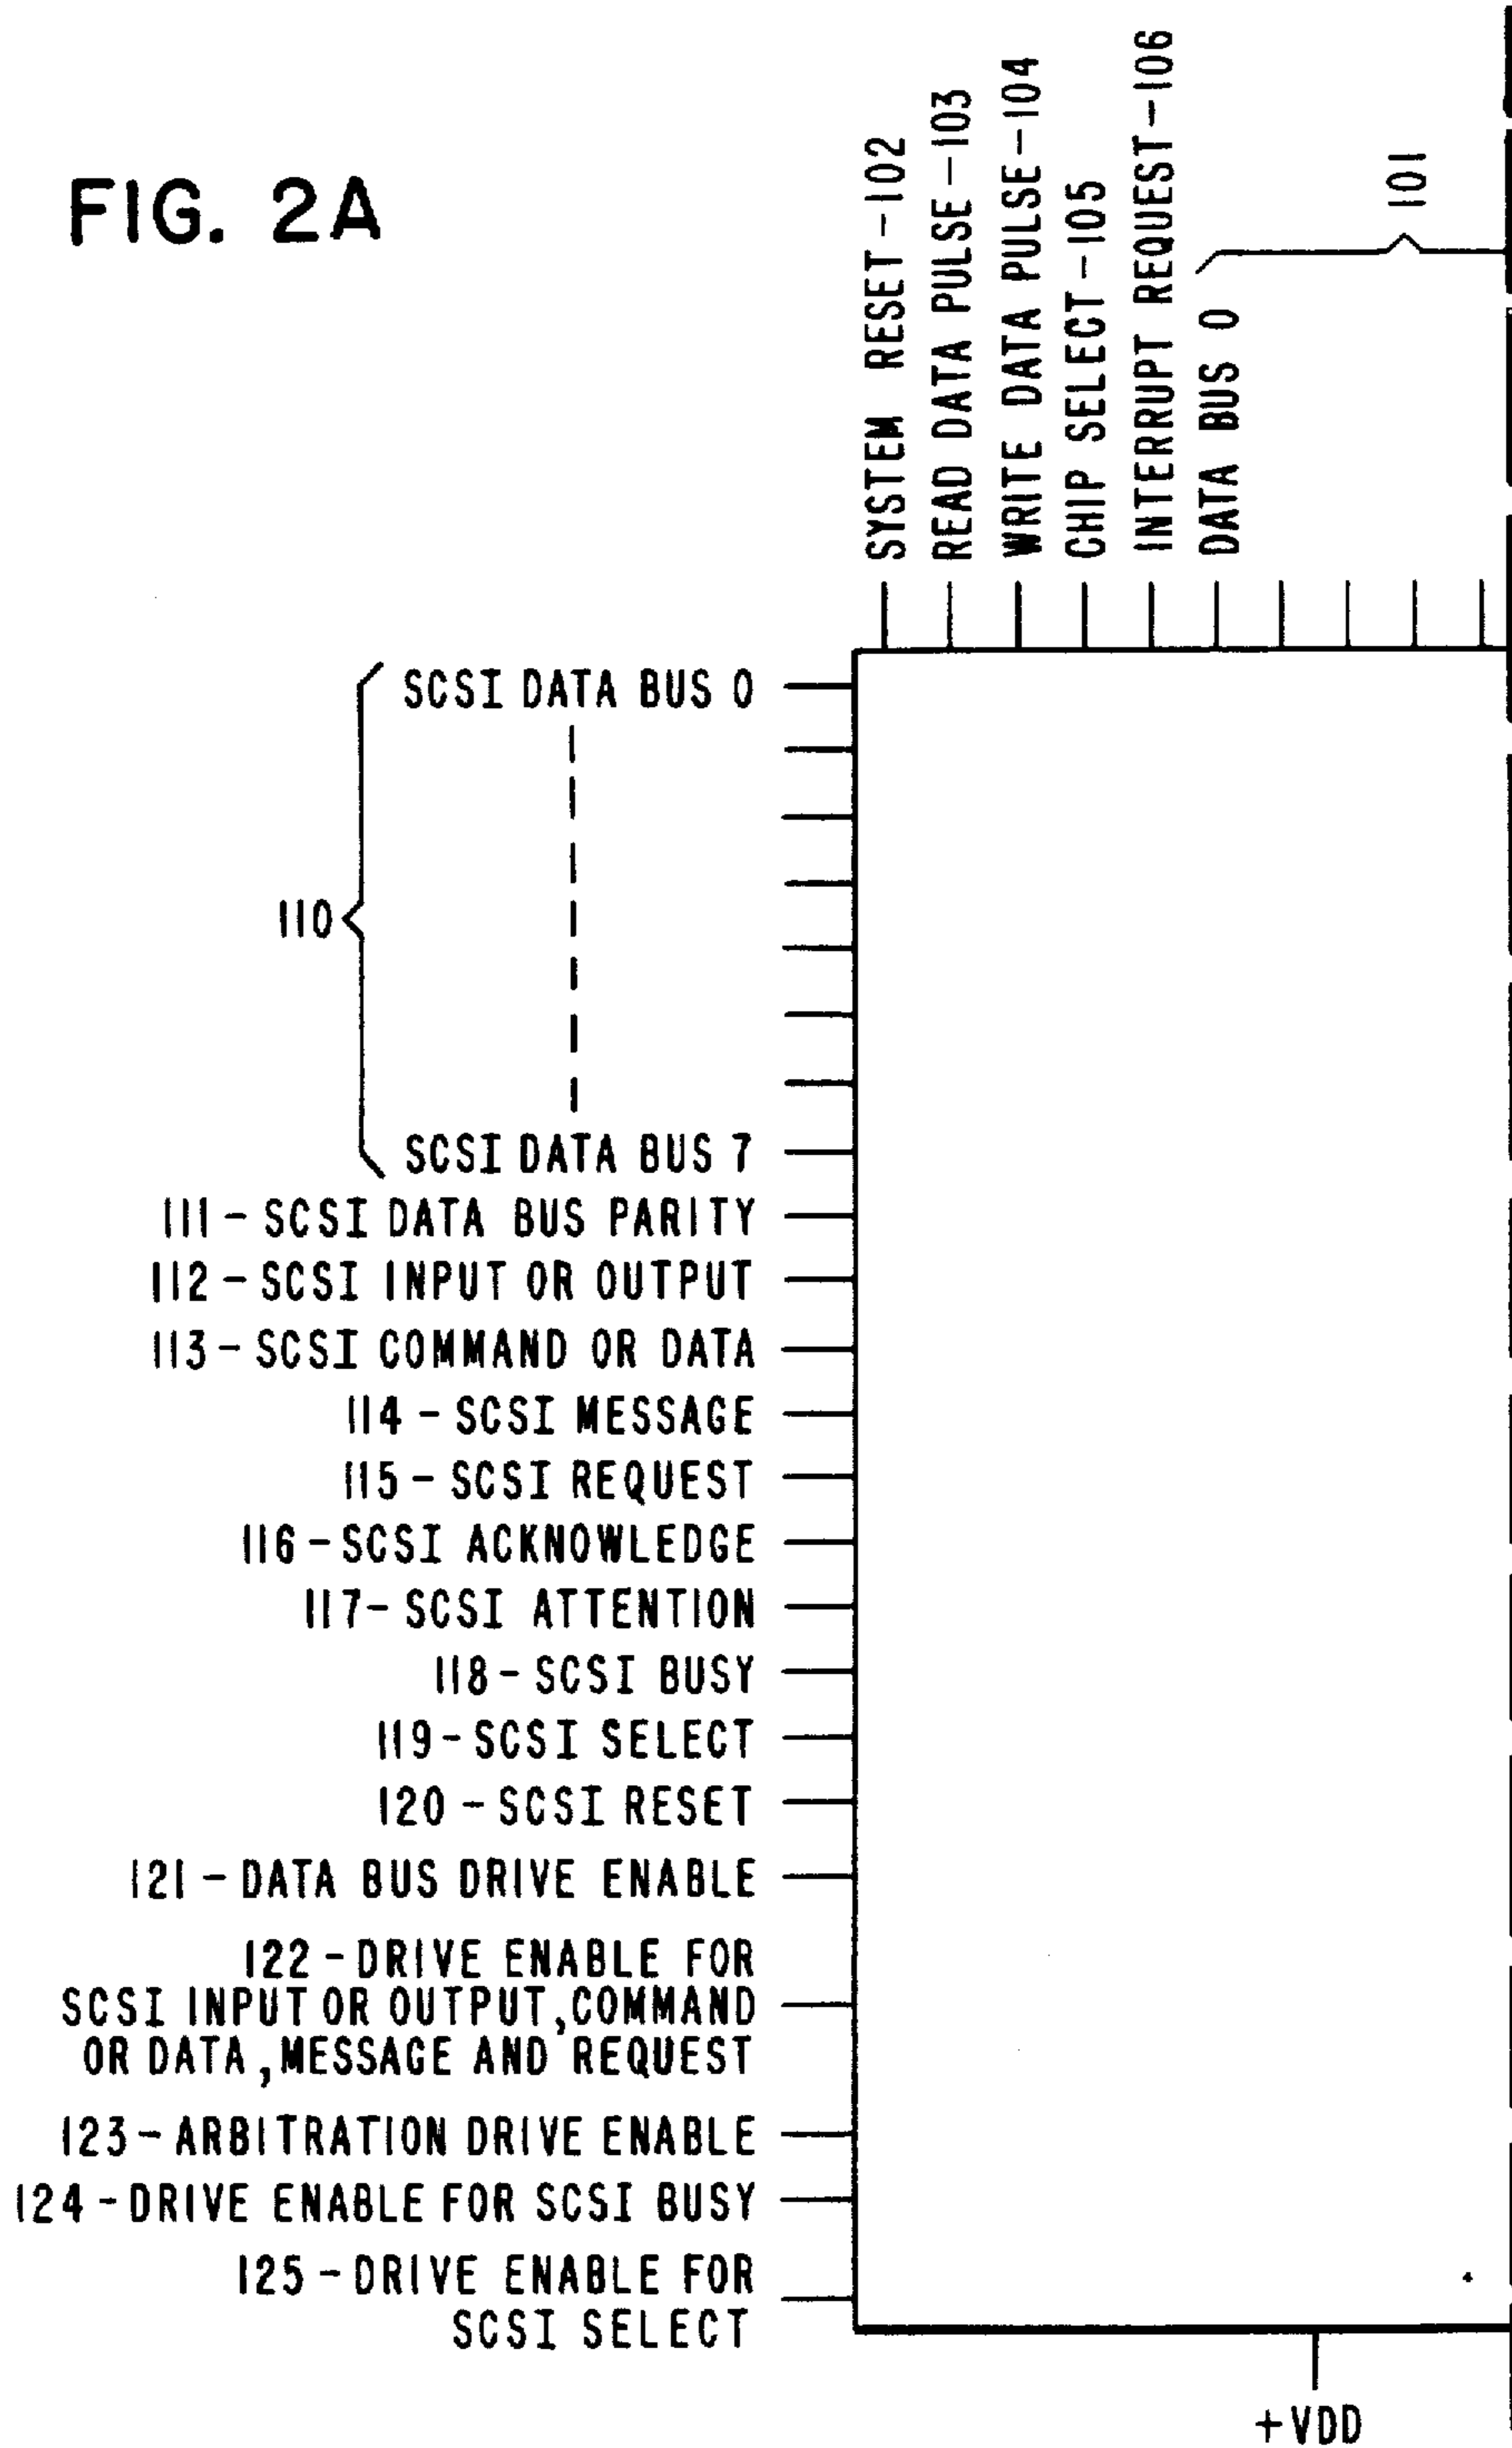 FIG. 2A
SYSTEM RESET-102
READ DATA PULSE-103
WRITE DATA PULSE-104
CHIP SELECT-105
INTERRUPT REQUEST-106
DATA BUS 0
101
SCSI DATA BUS 0
110
SCSI DATA BUS 7
111-SCSI DATA BUS PARITY
112-SCSI INPUT OR OUTPUT
113-SCSI COMMAND OR DATA
114-SCSI MESSAGE
115-SCSI REQUEST
116-SCSI ACKNOWLEDGE
117-SCSI ATTENTION
118-SCSI BUSY
119-SCSI SELECT
120-SCSI RESET
121-DATA BUS DRIVE ENABLE
122-DRIVE ENABLE FOR
SCSI INPUT OR OUTPUT,COMMAND
OR DATA,MESSAGE AND REQUEST
123-ARBITRATION DRIVE ENABLE
124-DRIVE ENABLE FOR SCSI BUSY
125-DRIVE ENABLE FOR
SCSI SELECT
+VDD